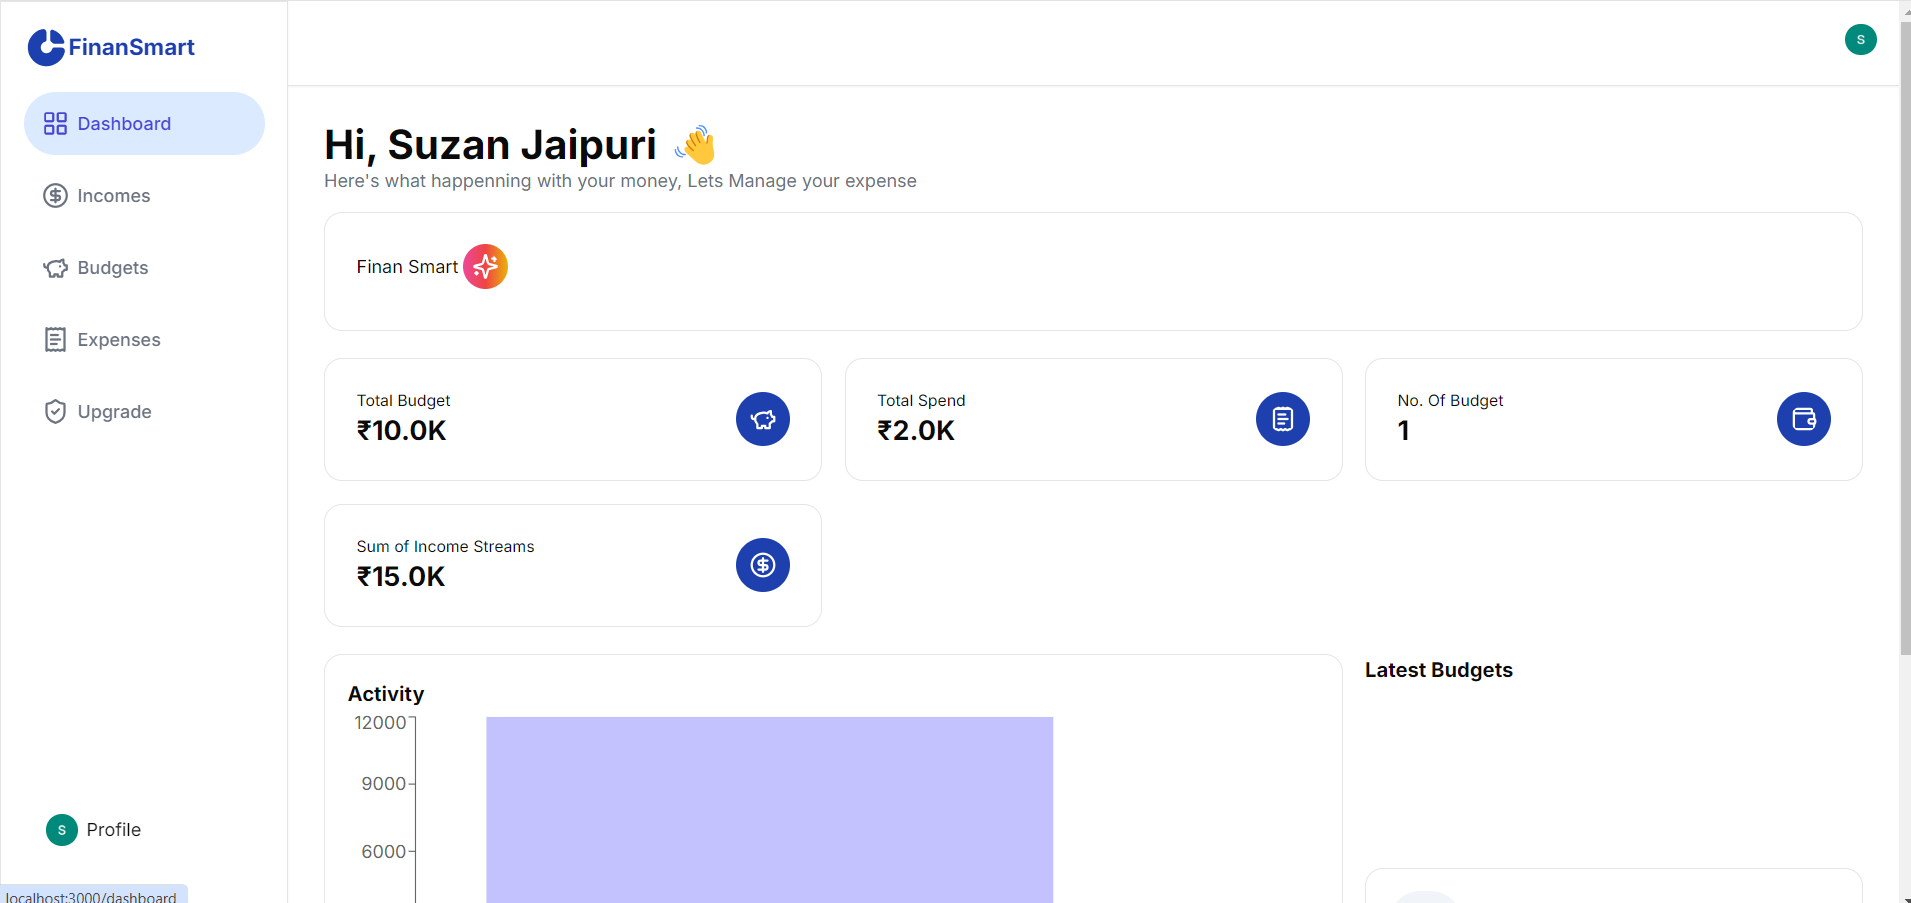 FinanSmart
S
Dashboard
Incomes
Budgets
Expenses
Upgrade
Hi, Suzan Jaipuri 👋
Here's what happenning with your money, Lets Manage your expense
Finan Smart
Total Budget
₹10.0K
Total Spend
₹2.0K
No. Of Budget
1
Sum of Income Streams
₹15.0K
Activity
12000
9000
6000
Latest Budgets
S Profile
localhost:3000/dashboard